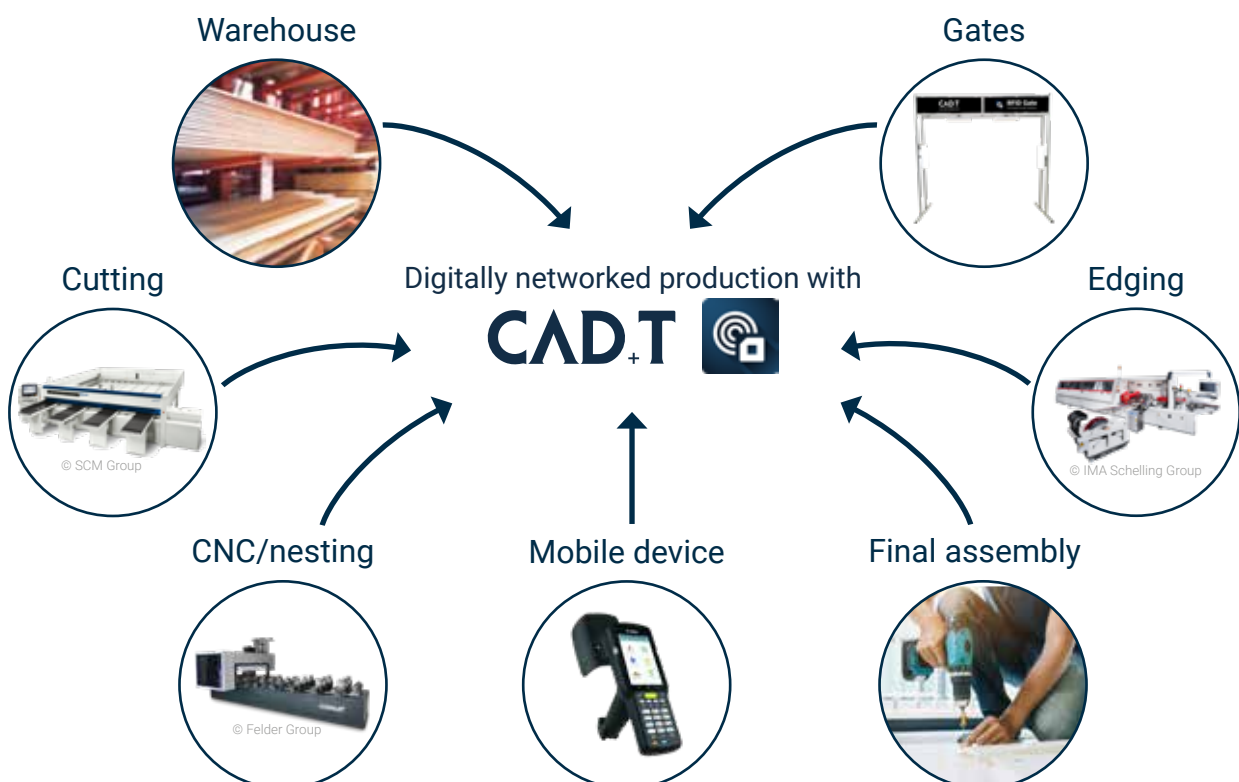 Warehouse
Gates
CAD+T
RFID Gate
Cutting
Digitally networked production with
Edging
CAD+T
© SCM Group
© IMA Schelling Group
CNC/nesting
Mobile device
Final assembly
© Felder Group